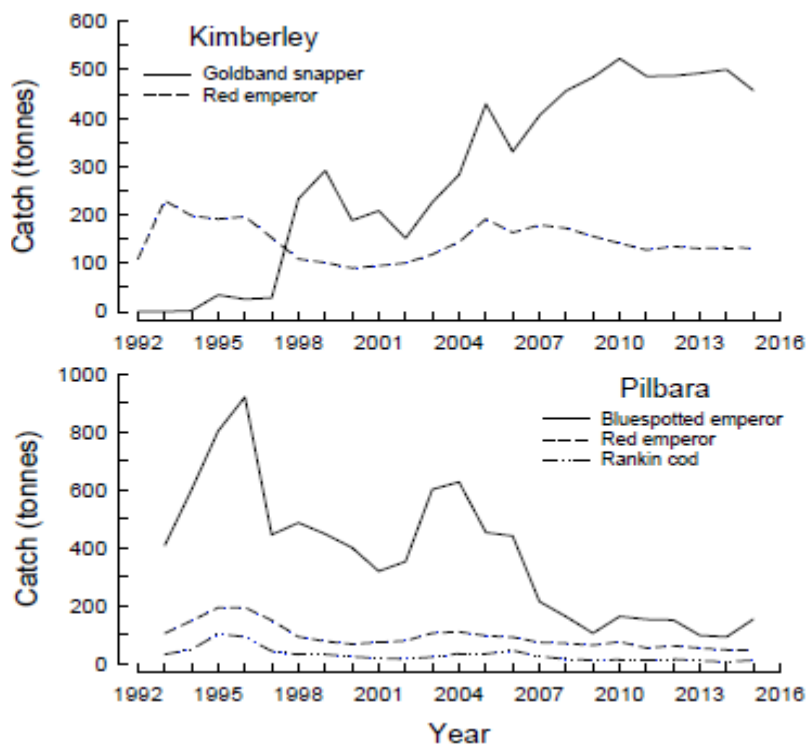 Kimberley
Goldband snapper
Red emperor
Catch (tonnes)
600
500
400
300
200
100
0
1992 1995 1998 2001 2004 2007 2010 2013 2016
Pilbara
Bluespotted emperor
Red emperor
Rankin cod
Catch (tonnes)
1000
800
600
400
200
0
1992 1995 1998 2001 2004 2007 2010 2013 2016
Year